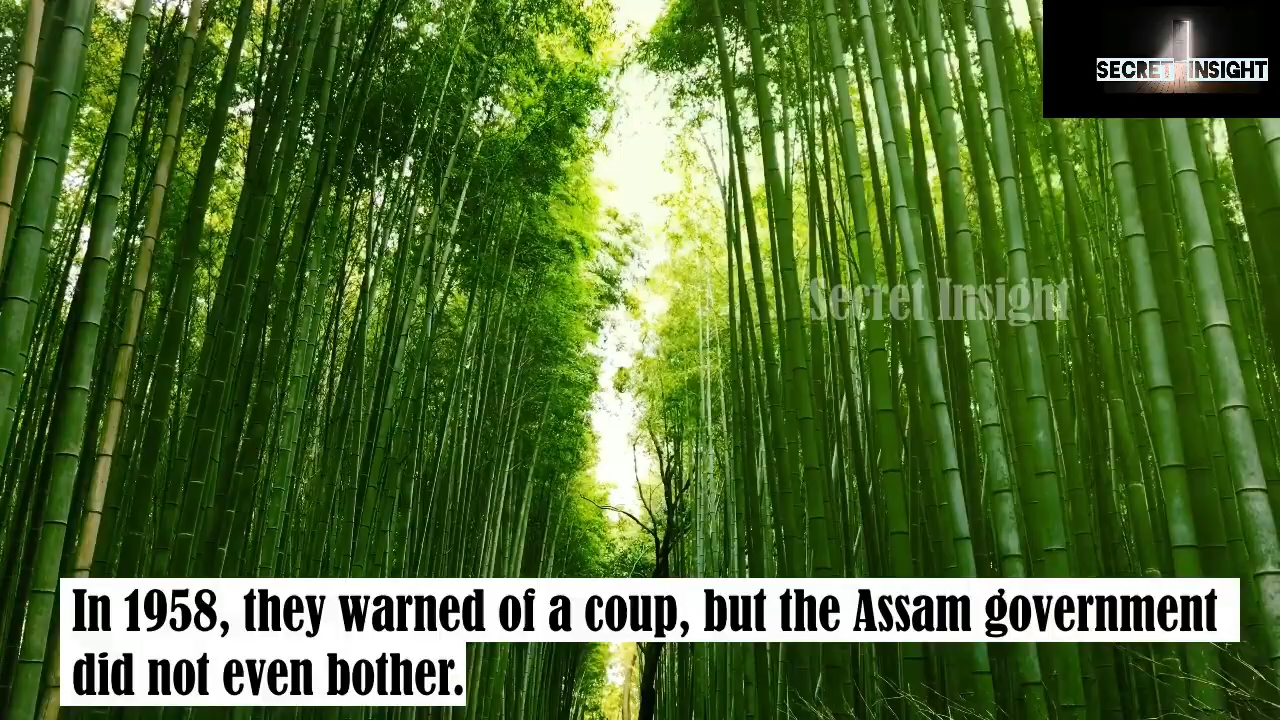 SECRET INSIGHT
Secret Insight
In 1958, they warned of a coup, but the Assam government
did not even bother.